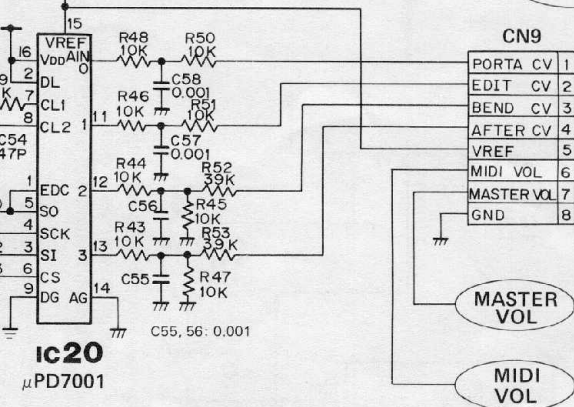 15
CN9
VREF
R48
10K
R50
10K
16
VDD
AIN
0
PORTA CV
1
2
DL
C58
0.001
EDIT CV
2
9
K
7
CL1
R46
10K
R51
10K
BEND CV
3
8
CL2
1
11
AFTER CV
4
C54
47P
C57
0.001
VREF
5
R44
10K
R52
39K
MIDI VOL
6
1
EDC
2
12
MASTER VOL
7
5
SO
C56
R45
10K
GND
8
4
SCK
R43
10K
R53
39K
3
SI
3
13
6
CS
C55
R47
10K
9
DG
AG
14
MASTER
VOL
C55, 56: 0.001
IC20
μPD7001
MIDI
VOL